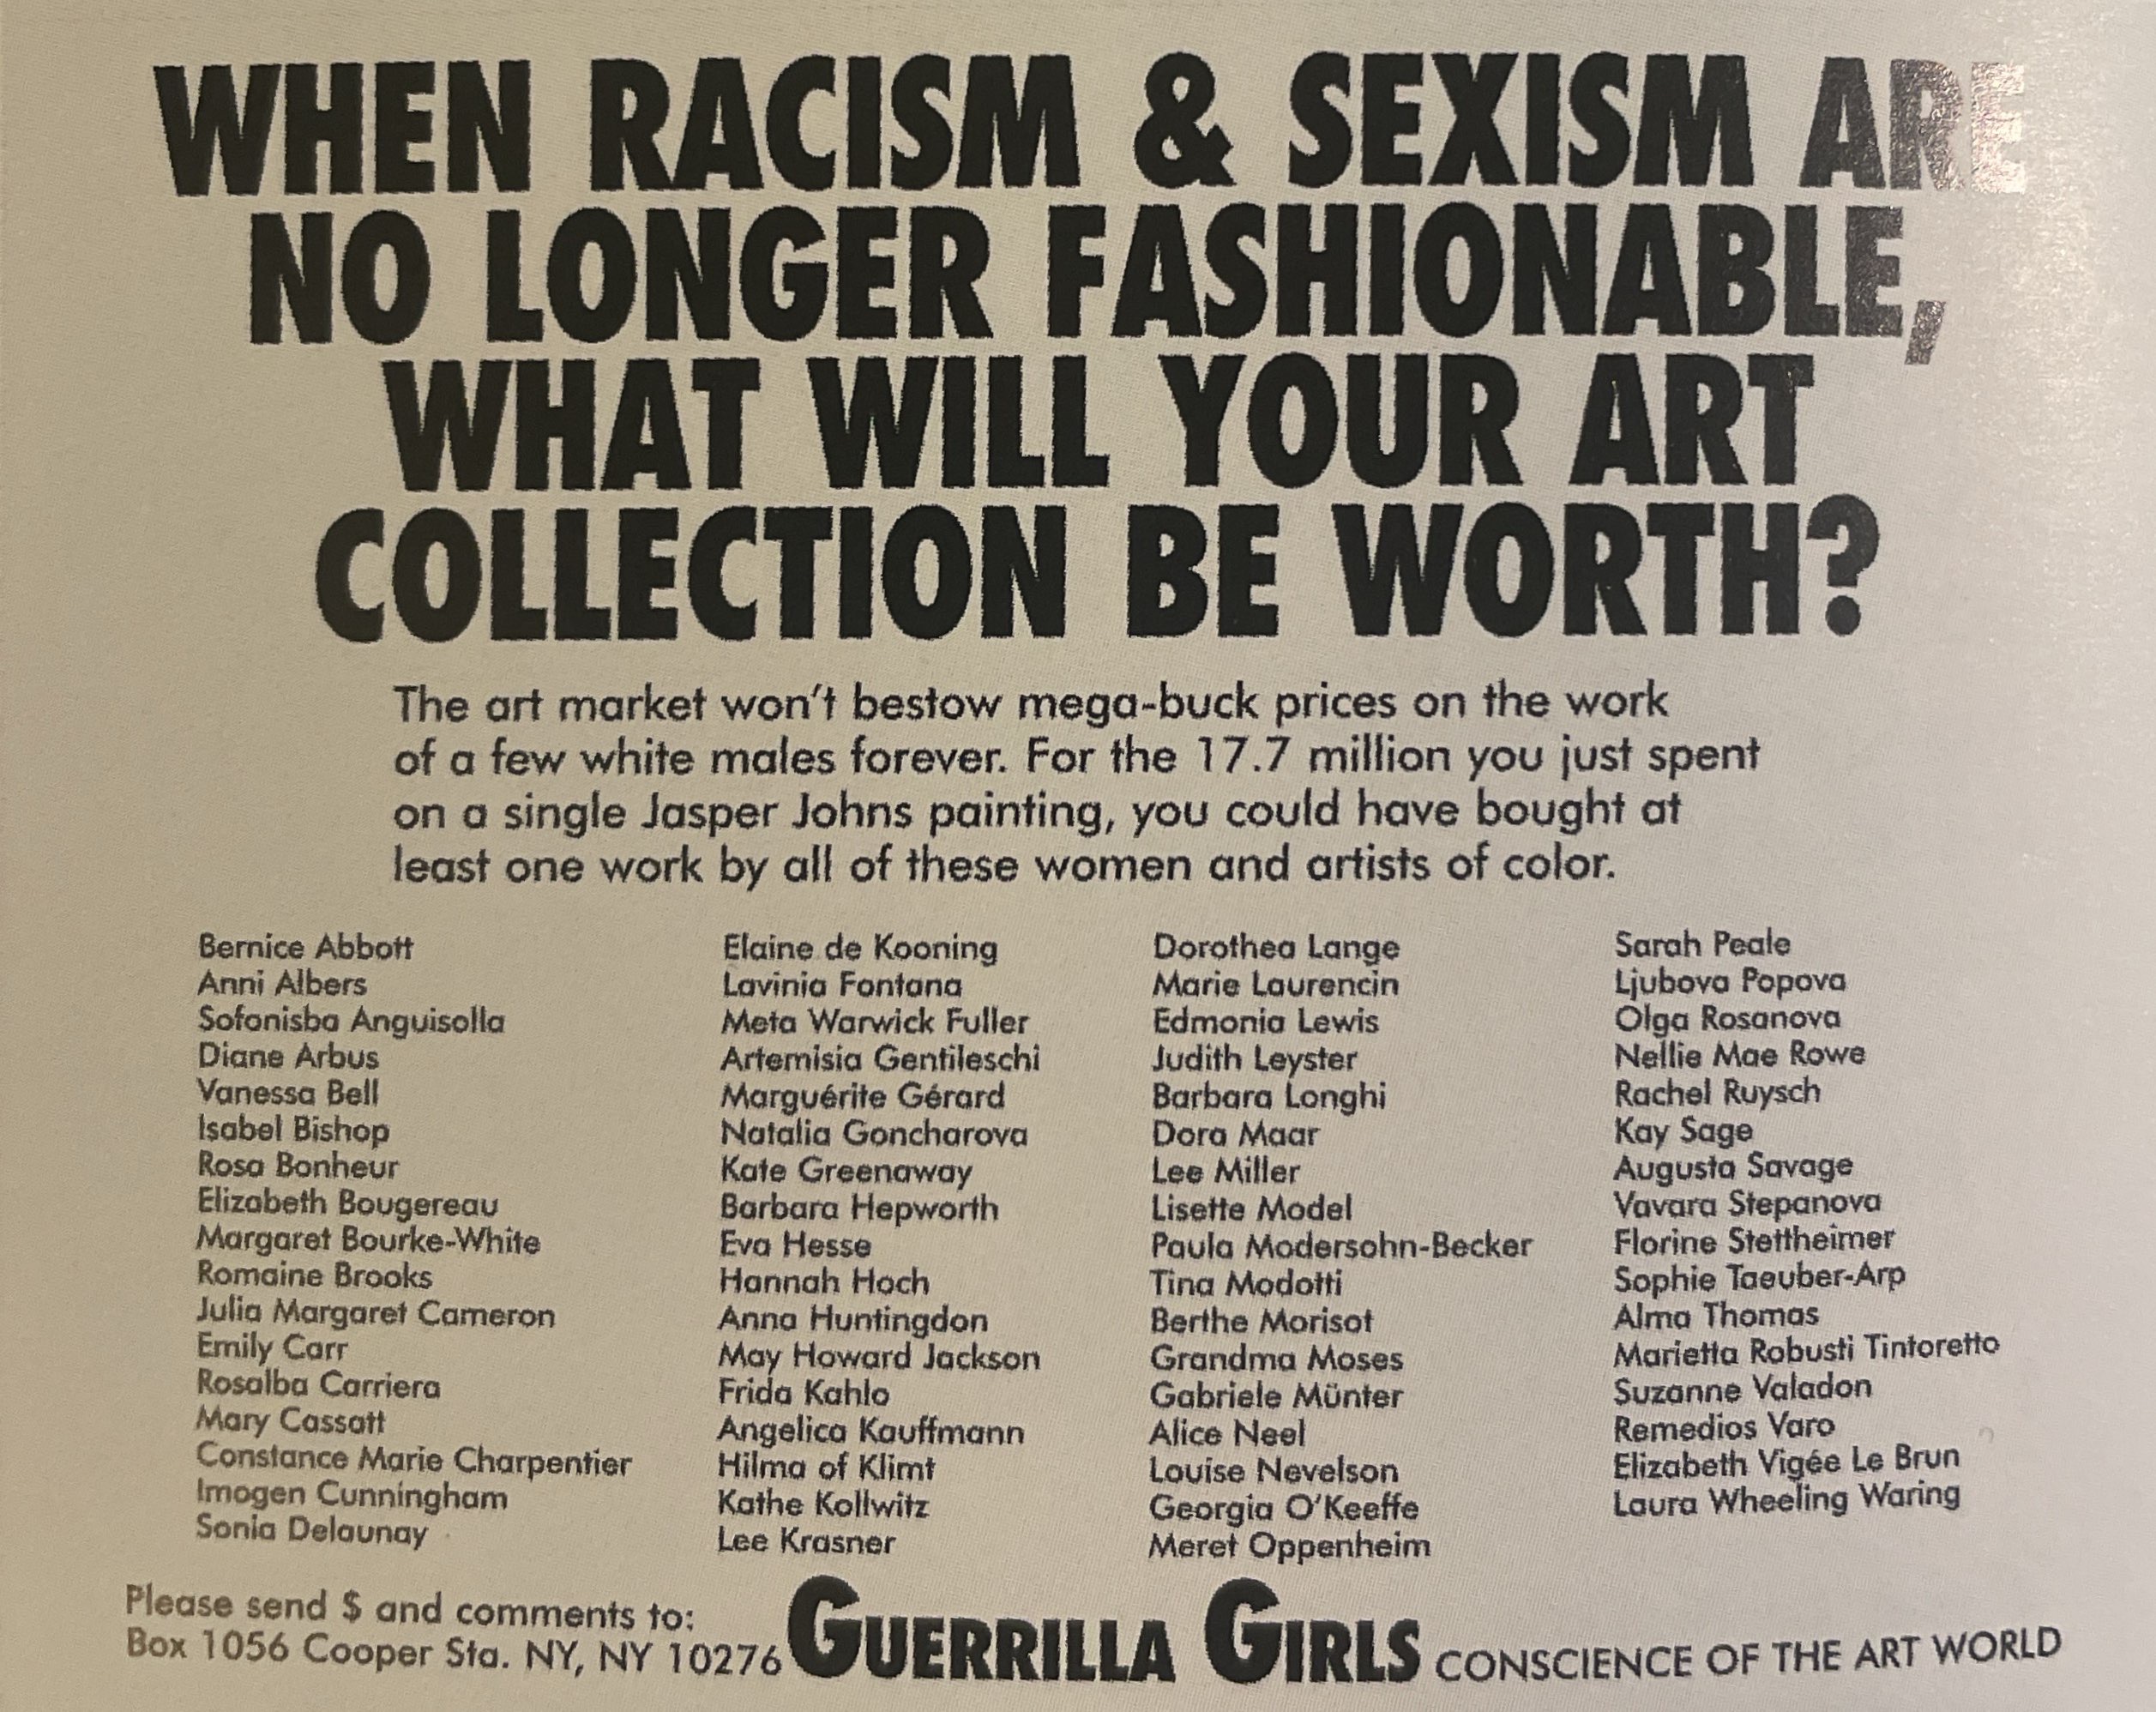 WHEN RACISM & SEXISM ARE
NO LONGER FASHIONABLE,
WHAT WILL YOUR ART
COLLECTION BE WORTH?
The art market won't bestow mega-buck prices on the work
of a few white males forever. For the 17.7 million you just spent
on a single Jasper Johns painting, you could have bought at
least one work by all of these women and artists of color.
Bernice Abbott
Anni Albers
Sofonisba Anguisolla
Diane Arbus
Vanessa Bell
Isabel Bishop
Rosa Bonheur
Elizabeth Bougereau
Margaret Bourke-White
Romaine Brooks
Julia Margaret Cameron
Emily Carr
Rosalba Carriera
Mary Cassatt
Constance Marie Charpentier
Imogen Cunningham
Sonia Delaunay
Elaine de Kooning
Lavinia Fontana
Meta Warwick Fuller
Artemisia Gentileschi
Marguérite Gérard
Natalia Goncharova
Kate Greenaway
Barbara Hepworth
Eva Hesse
Hannah Hoch
Anna Huntingdon
May Howard Jackson
Frida Kahlo
Angelica Kauffmann
Hilma of Klimt
Kathe Kollwitz
Lee Krasner
Dorothea Lange
Marie Laurencin
Edmonia Lewis
Judith Leyster
Barbara Longhi
Dora Maar
Lee Miller
Lisette Model
Paula Modersohn-Becker
Tina Modotti
Berthe Morisot
Grandma Moses
Gabriele Münter
Alice Neel
Louise Nevelson
Georgia O'Keeffe
Meret Oppenheim
Sarah Peale
Ljubova Popova
Olga Rosanova
Nellie Mae Rowe
Rachel Ruysch
Kay Sage
Augusta Savage
Vavara Stepanova
Florine Stettheimer
Sophie Taeuber-Arp
Alma Thomas
Marietta Robusti Tintoretto
Suzanne Valadon
Remedios Varo
Elizabeth Vigée Le Brun
Laura Wheeling Waring
Please send $ and comments to:
Box 1056 Cooper Sta. NY, NY 10276 GUERRILLA GIRLS CONSCIENCE OF THE ART WORLD